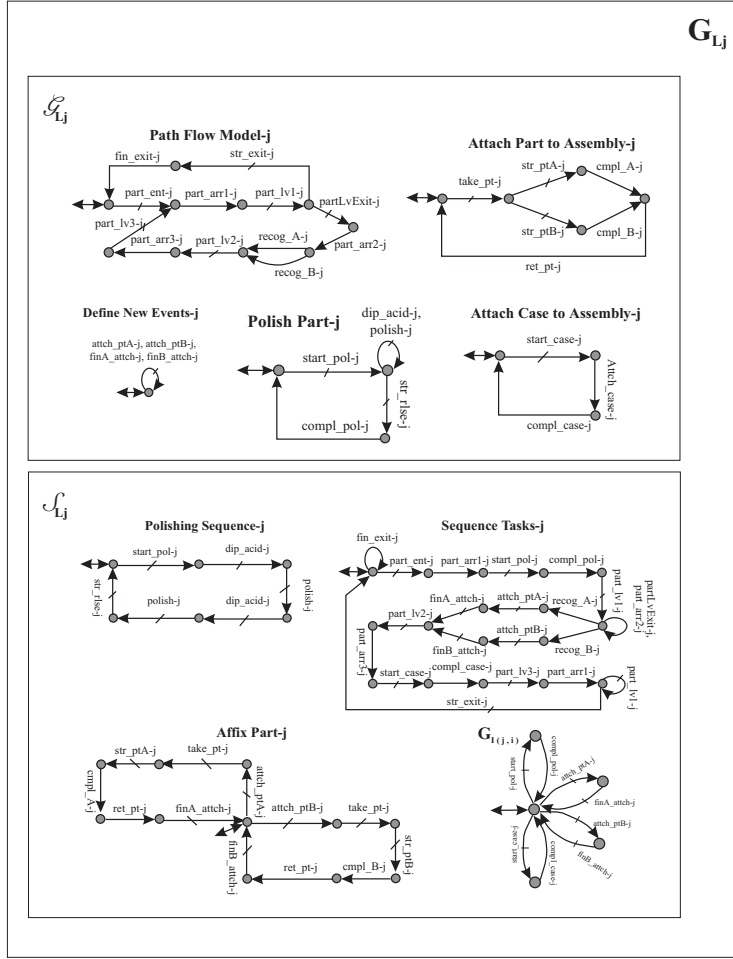 G_Lj
𝒢_Lj
Path Flow Model-j
fin_exit-j
str_exit-j
part_ent-j
part_arr1-j
part_lv1-j
partLvExit-j
part_lv3-j
part_arr3-j
part_lv2-j
recog_A-j
recog_B-j
part_arr2-j
Attach Part to Assembly-j
take_pt-j
str_ptA-j
cmpl_A-j
str_ptB-j
cmpl_B-j
ret_pt-j
Define New Events-j
attch_ptA-j, attch_ptB-j,
finA_attch-j, finB_attch-j
Polish Part-j
dip_acid-j,
polish-j
start_pol-j
str_rlse-j
compl_pol-j
Attach Case to Assembly-j
start_case-j
Attch_case-j
compl_case-j
𝒮_Lj
Polishing Sequence-j
start_pol-j
dip_acid-j
polish-j
dip_acid-j
polish-j
str_rlse-j
Sequence Tasks-j
fin_exit-j
part_ent-j
part_arr1-j
start_pol-j
compl_pol-j
part_lv1-j
partLvExit-j,
part_arr2-j
recog_A-j
attch_ptA-j
finA_attch-j
part_lv2-j
recog_B-j
attch_ptB-j
finB_attch-j
part_arr3-j
start_case-j
compl_case-j
part_lv3-j
part_arr1-j
part_lv1-j
str_exit-j
Affix Part-j
str_ptA-j
take_pt-j
cmpl_A-j
attch_ptA-j
ret_pt-j
finA_attch-j
attch_ptB-j
take_pt-j
str_ptB-j
cmpl_B-j
ret_pt-j
finB_attch-j
G_I(j,i)
start_pol-j
compl_pol-j
attch_ptA-j
finA_attch-j
attch_ptB-j
finB_attch-j
start_case-j
compl_case-j